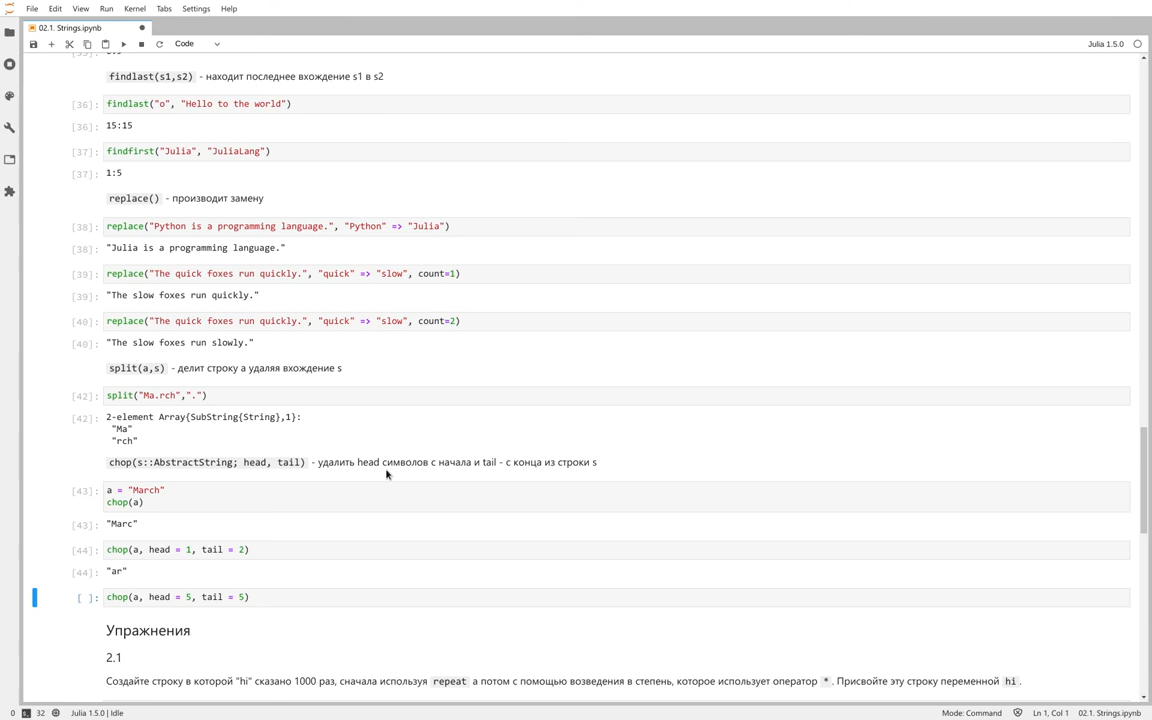 File Edit View Run Kernel Tabs Settings Help
02.1. Strings.ipynb
Code
Julia 1.5.0
findlast(s1,s2) - находит последнее вхождение s1 в s2
[36]: findlast("o", "Hello to the world")
[36]: 15:15
[37]: findfirst("Julia", "JuliaLang")
[37]: 1:5
replace() - производит замену
[38]: replace("Python is a programming language.", "Python" => "Julia")
[38]: "Julia is a programming language."
[39]: replace("The quick foxes run quickly.", "quick" => "slow", count=1)
[39]: "The slow foxes run quickly."
[40]: replace("The quick foxes run quickly.", "quick" => "slow", count=2)
[40]: "The slow foxes run slowly."
split(a,s) - делит строку a удаляя вхождение s
[42]: split("Ma.rch",".")
[42]: 2-element Array{SubString{String},1}:
"Ma"
"rch"
chop(s::AbstractString; head, tail) - удалить head символов с начала и tail - с конца из строки s
[43]: a = "March"
chop(a)
[43]: "Marc"
[44]: chop(a, head = 1, tail = 2)
[44]: "ar"
[ ]: chop(a, head = 5, tail = 5)
Упражнения
2.1
Создайте строку в которой "hi" сказано 1000 раз, сначала используя repeat а потом с помощью возведения в степень, которое использует оператор *. Присвойте эту строку переменной hi.
0 32 Julia 1.5.0 | Idle Mode: Command Ln 1, Col 1 02.1. Strings.ipynb